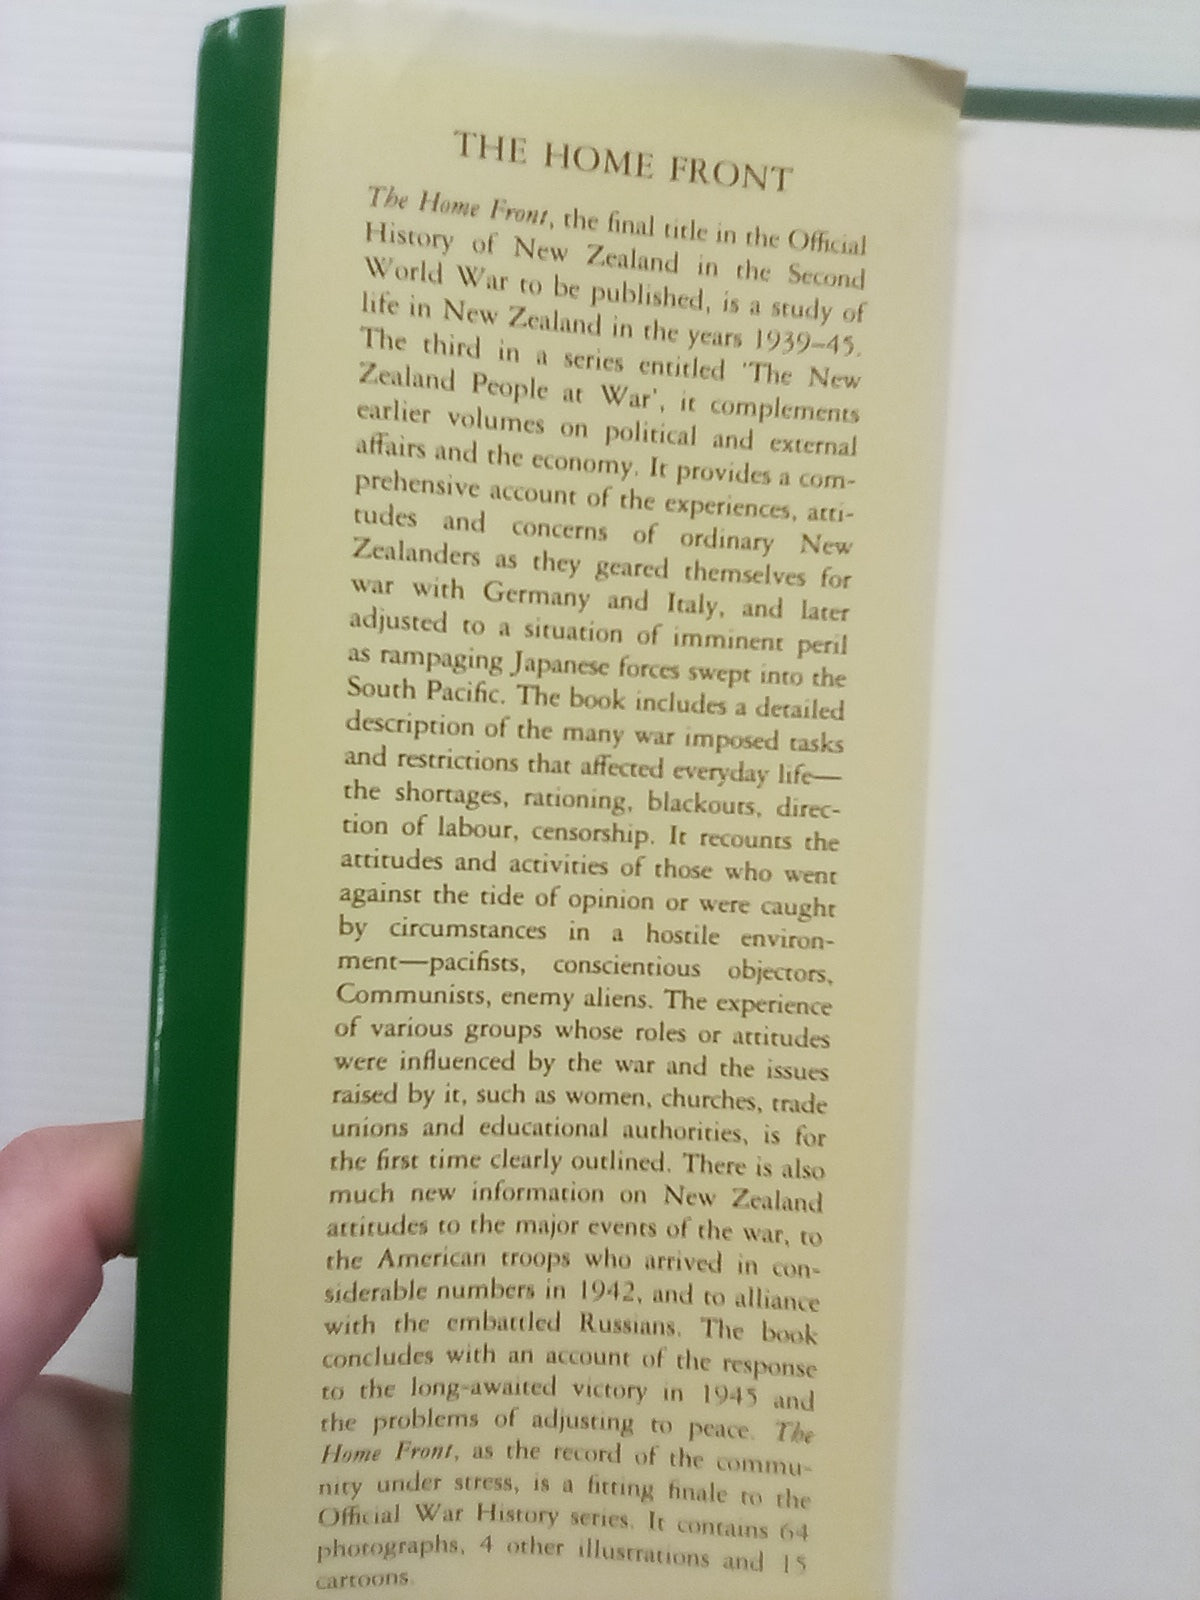 THE HOME FRONT
The Home Front, the final title in the Official
History of New Zealand in the Second
World War to be published, is a study of
life in New Zealand in the years 1939–45.
The third in a series entitled 'The New
Zealand People at War', it complements
earlier volumes on political and external
affairs and the economy. It provides a com-
prehensive account of the experiences, atti-
tudes and concerns of ordinary New
Zealanders as they geared themselves for
war with Germany and Italy, and later
adjusted to a situation of imminent peril
as rampaging Japanese forces swept into the
South Pacific. The book includes a detailed
description of the many war imposed tasks
and restrictions that affected everyday life—
the shortages, rationing, blackouts, direc-
tion of labour, censorship. It recounts the
attitudes and activities of those who went
against the tide of opinion or were caught
by circumstances in a hostile environ-
ment—pacifists, conscientious objectors,
Communists, enemy aliens. The experience
of various groups whose roles or attitudes
were influenced by the war and the issues
raised by it, such as women, churches, trade
unions and educational authorities, is for
the first time clearly outlined. There is also
much new information on New Zealand
attitudes to the major events of the war, to
the American troops who arrived in con-
siderable numbers in 1942, and to alliance
with the embattled Russians. The book
concludes with an account of the response
to the long-awaited victory in 1945 and
the problems of adjusting to peace. The
Home Front, as the record of the commu-
nity under stress, is a fitting finale to the
Official War History series. It contains 64
photographs, 4 other illustrations and 15
cartoons.